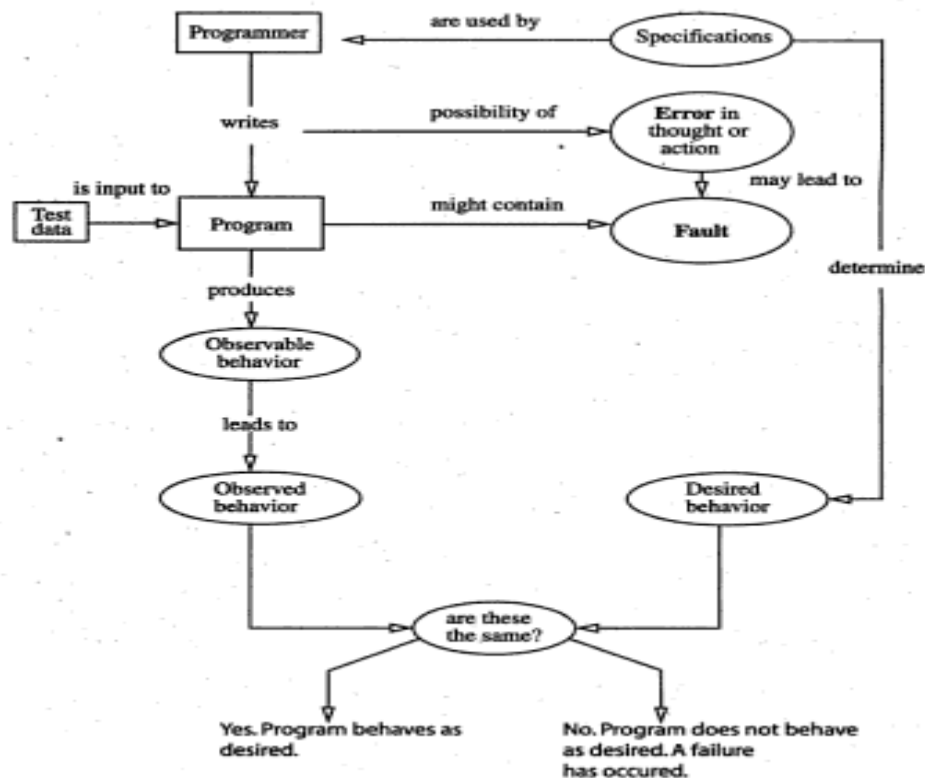 are used by
Programmer
Specifications
writes
possibility of
Error in
thought or
action
is input to
may lead to
Test
data
Program
might contain
Fault
determine
produces
Observable
behavior
leads to
Observed
behavior
Desired
behavior
are these
the same?
Yes. Program behaves as
desired.
No. Program does not behave
as desired. A failure
has occured.